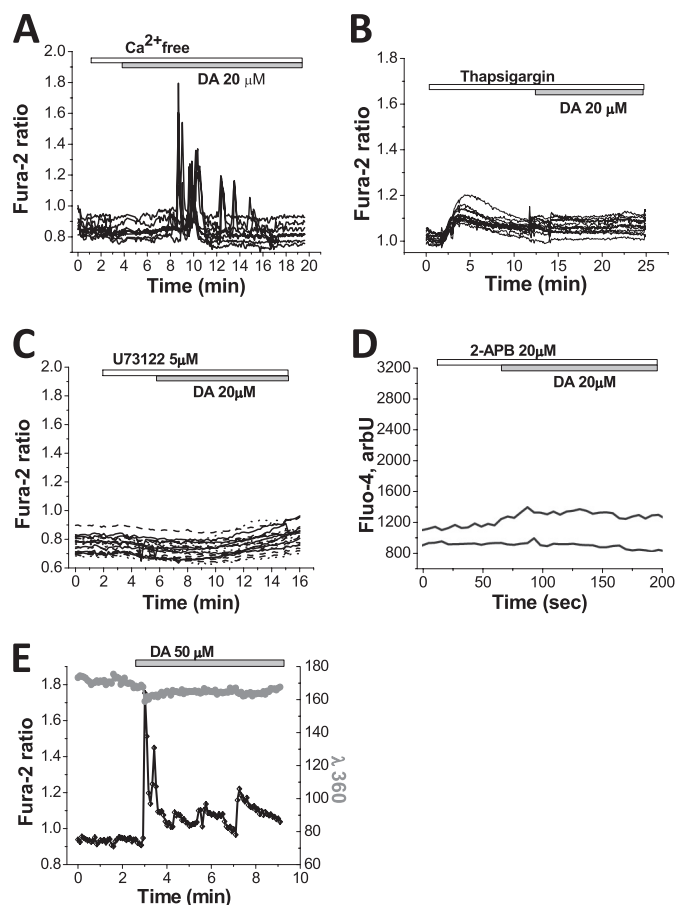 A
Ca2+free
DA 20 μM
Fura-2 ratio
2.0
1.8
1.6
1.4
1.2
1.0
0.8
0 2 4 6 8 10 12 14 16 18 20
Time (min)
B
Thapsigargin
DA 20 μM
Fura-2 ratio
1.8
1.6
1.4
1.2
1.0
0 5 10 15 20 25
Time (min)
C
U73122 5μM
DA 20μM
Fura-2 ratio
2.0
1.8
1.6
1.4
1.2
1.0
0.8
0.6
0 2 4 6 8 10 12 14 16
Time (min)
D
2-APB 20μM
DA 20μM
Fluo-4, arbU
3200
2800
2400
2000
1600
1200
800
0 50 100 150 200
Time (sec)
E
DA 50 μM
Fura-2 ratio
1.8
1.6
1.4
1.2
1.0
0.8
180
160
140
120
100
80
60
λ 360
0 2 4 6 8 10
Time (min)